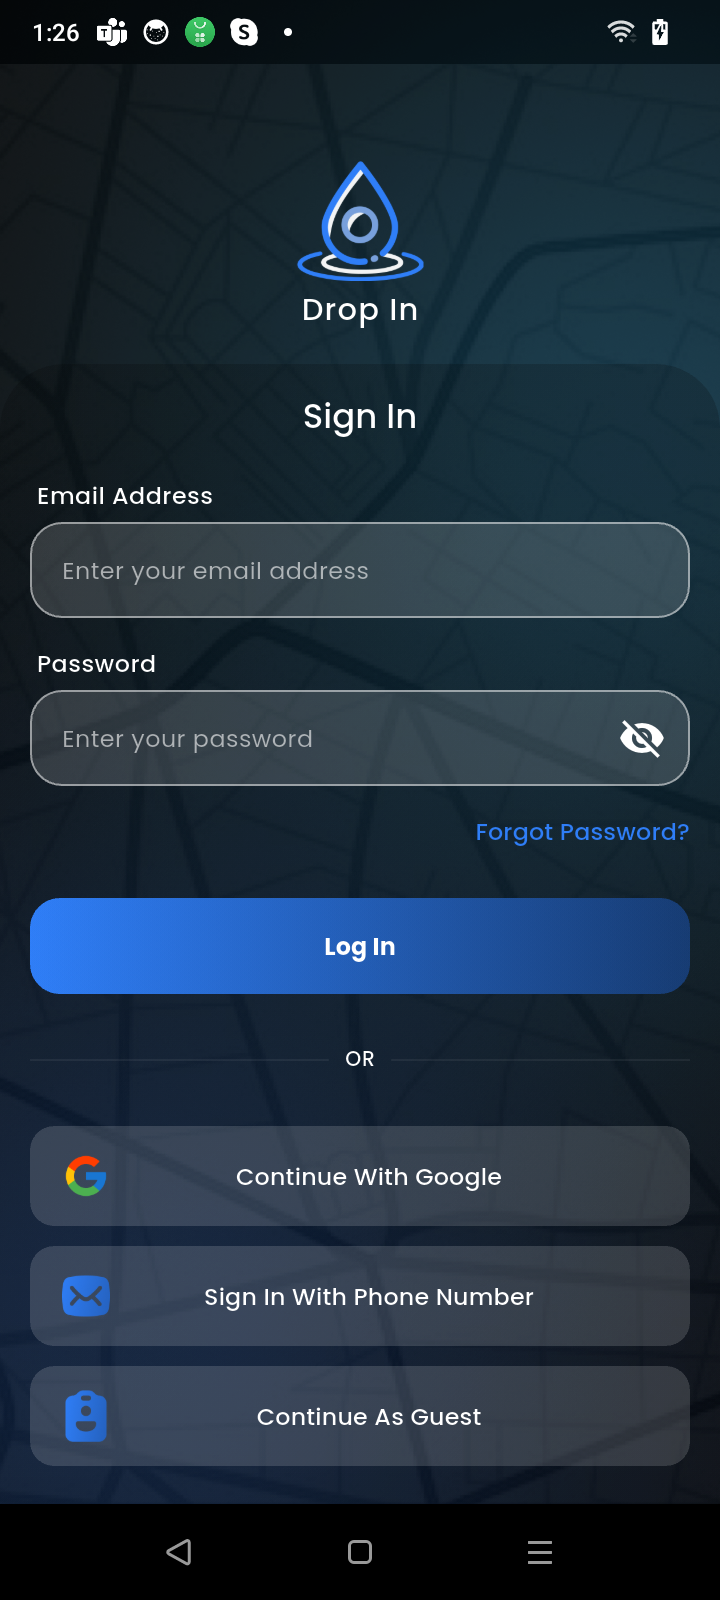 1:26
Drop In
Sign In
Email Address
Enter your email address
Password
Enter your password
Forgot Password?
Log In
OR
Continue With Google
Sign In With Phone Number
Continue As Guest